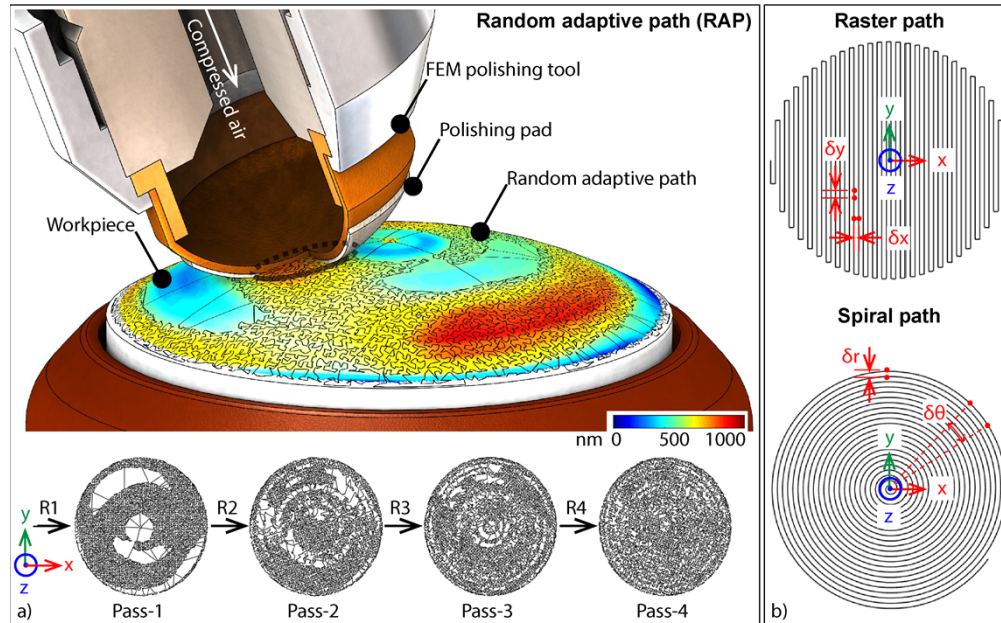 Random adaptive path (RAP)
Compressed air
FEM polishing tool
Polishing pad
Random adaptive path
Workpiece
nm 0 500 1000
R1 R2 R3 R4
y
x
z
a) Pass-1 Pass-2 Pass-3 Pass-4
Raster path
y
δy
x
z
δx
Spiral path
δr
δθ
y
x
z
b)